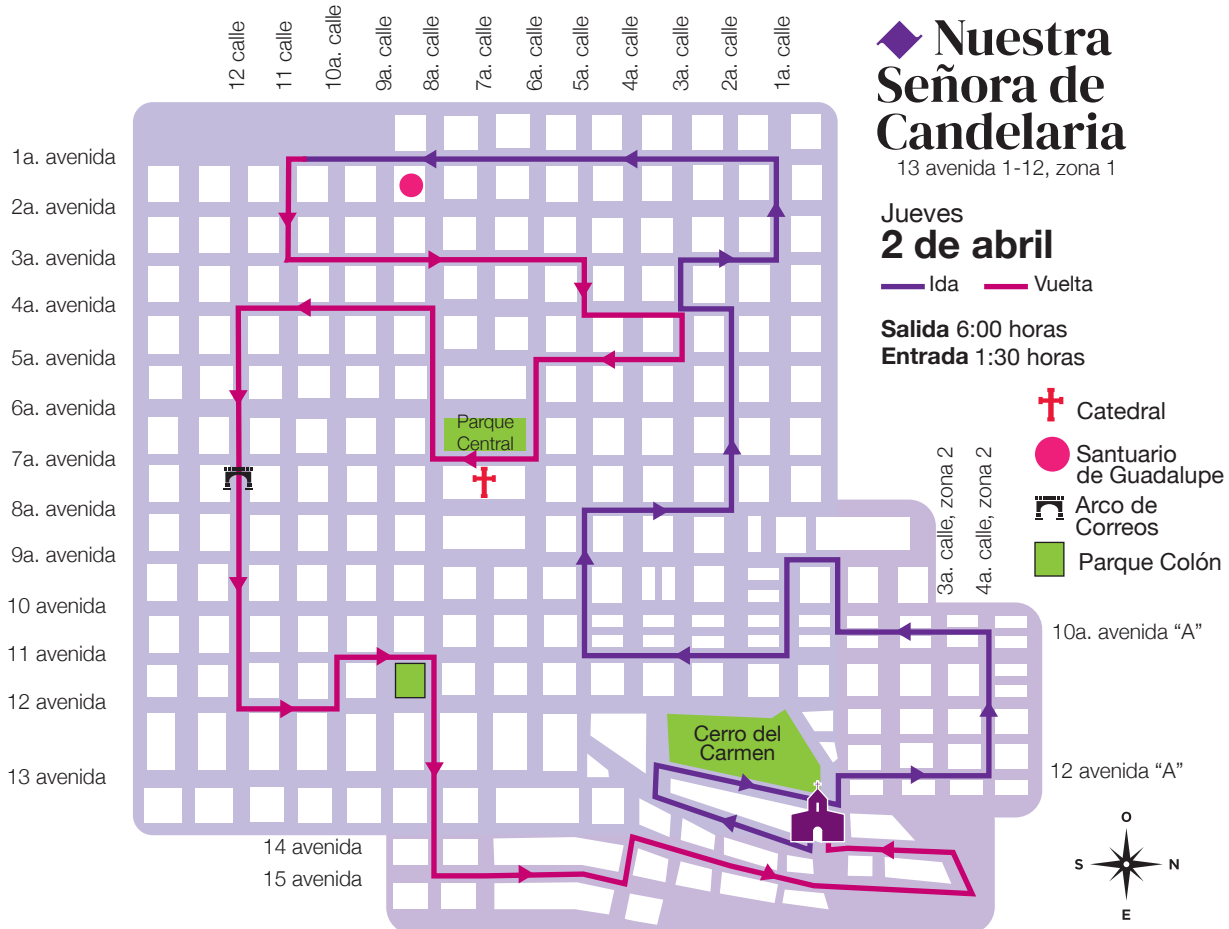 12 calle
11 calle
10a. calle
9a. calle
8a. calle
7a. calle
6a. calle
5a. calle
4a. calle
3a. calle
2a. calle
1a. calle
Nuestra
Señora de
Candelaria
13 avenida 1-12, zona 1
Jueves
2 de abril
Ida
Vuelta
Salida 6:00 horas
Entrada 1:30 horas
Catedral
Santuario
de Guadalupe
Arco de
Correos
Parque Colón
1a. avenida
2a. avenida
3a. avenida
4a. avenida
5a. avenida
6a. avenida
7a. avenida
8a. avenida
9a. avenida
10 avenida
11 avenida
12 avenida
13 avenida
14 avenida
15 avenida
Parque
Central
Cerro del
Carmen
3a. calle, zona 2
4a. calle, zona 2
10a. avenida “A”
12 avenida “A”
O
S
N
E